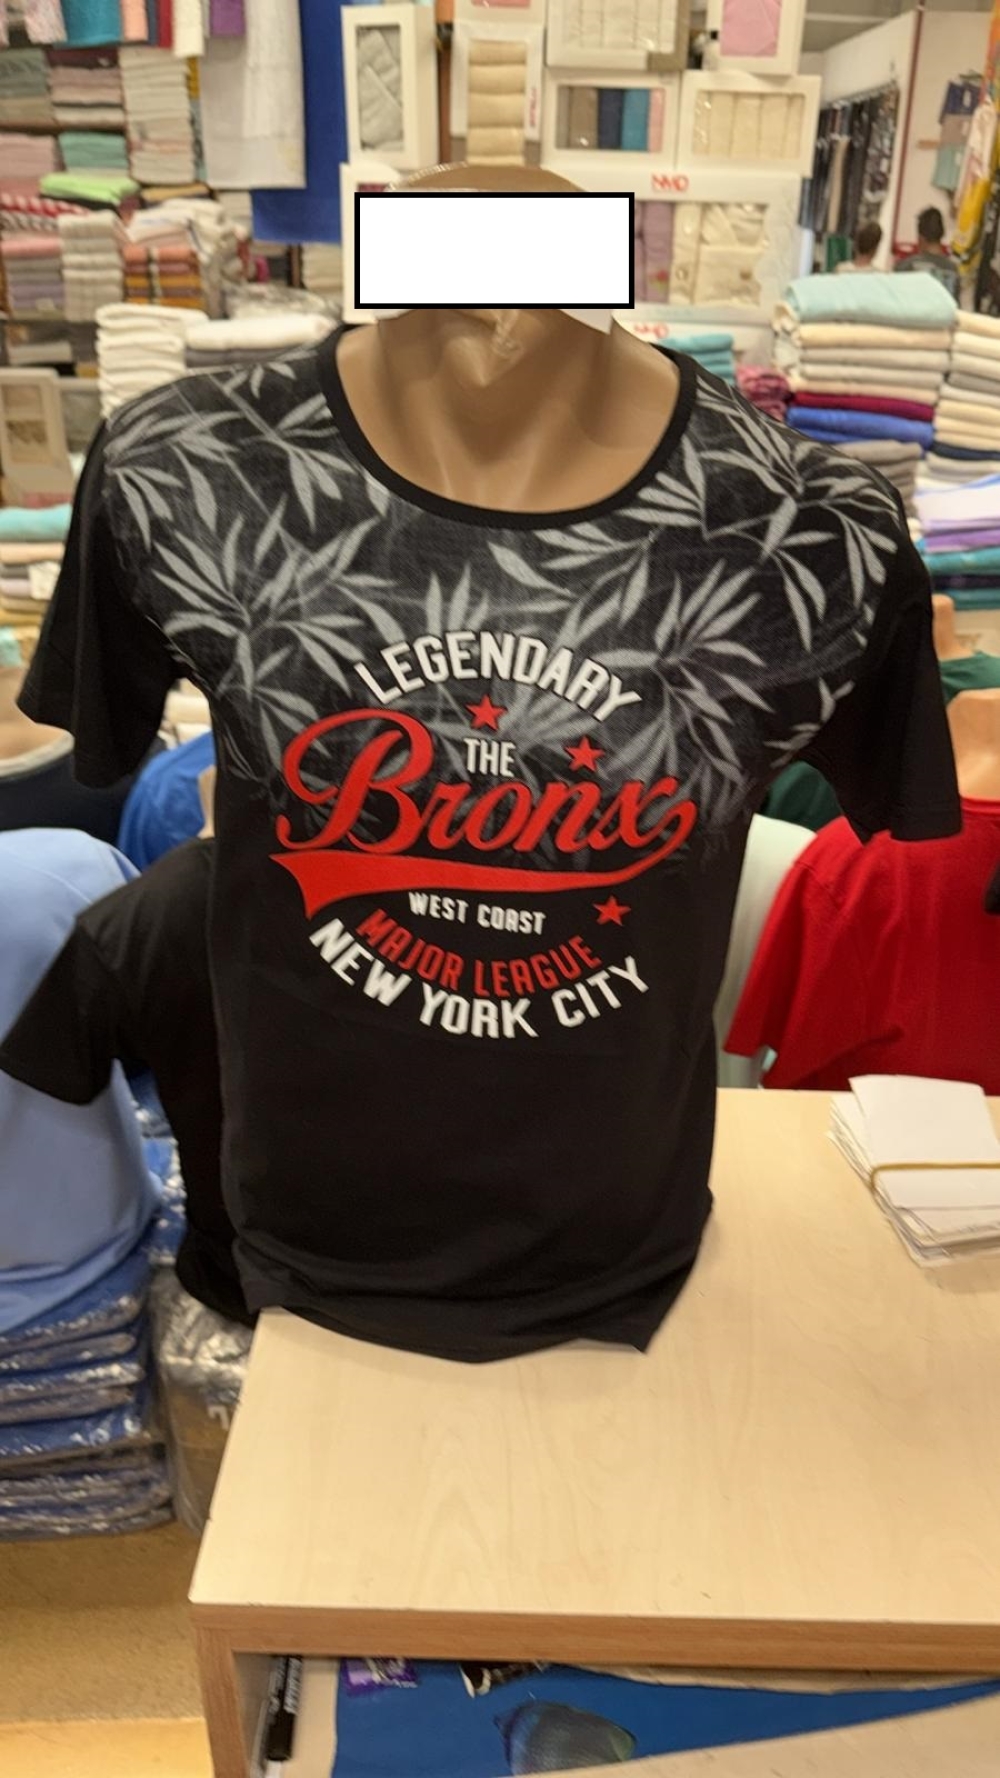 LEGENDARY
THE
Bronx
WEST COAST
MAJOR LEAGUE
NEW YORK CITY